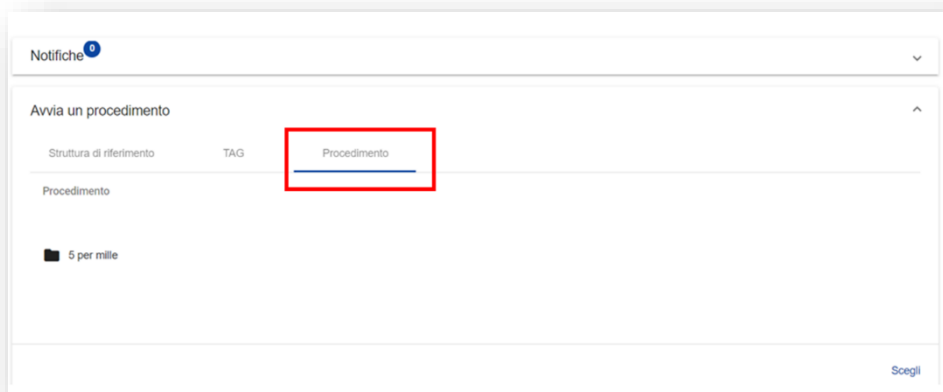 Notifiche 0
Avvia un procedimento
Struttura di riferimento TAG Procedimento
Procedimento
5 per mille
Scegli